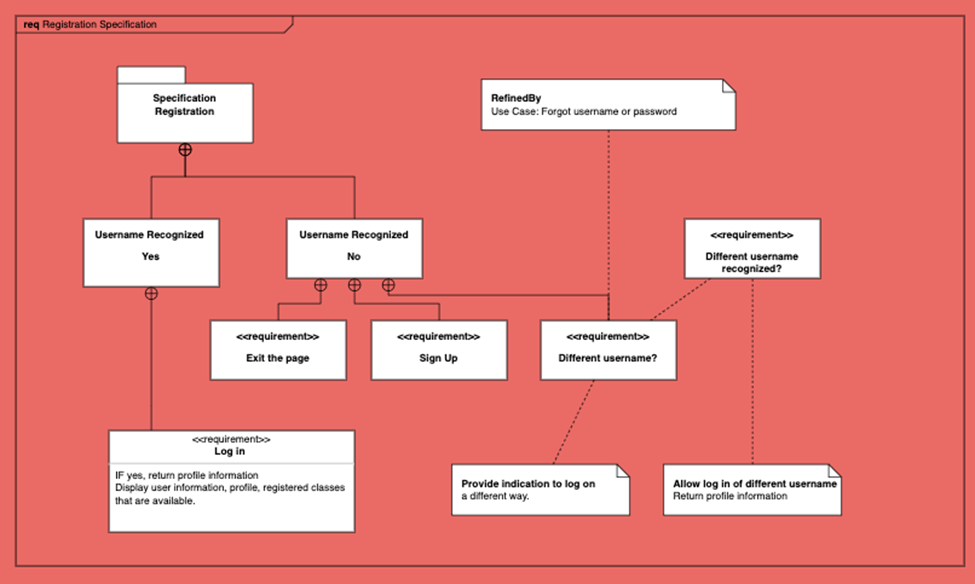 req Registration Specification
Specification
Registration
RefinedBy
Use Case: Forgot username or password
Username Recognized
Yes
Username Recognized
No
<<requirement>>
Different username
recognized?
<<requirement>>
Exit the page
<<requirement>>
Sign Up
<<requirement>>
Different username?
<<requirement>>
Log in
IF yes, return profile information
Display user information, profile, registered classes
that are available.
Provide indication to log on
a different way.
Allow log in of different username
Return profile information